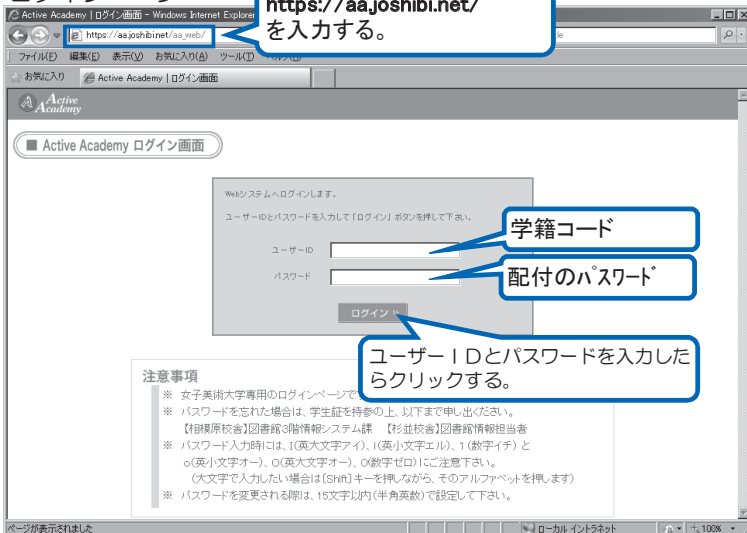 Active Academy | ログイン画面 - Windows Internet Explorer
https://aa.joshibi.net/
を入力する。
https://aa.joshibi.net/aa_web/
ファイル(F) 編集(E) 表示(V) お気に入り(A) ツール(T)
お気に入り Active Academy | ログイン画面
Active
Academy
■ Active Academy ログイン画面
Webシステムへログインします。
ユーザーIDとパスワードを入力して「ログイン」ボタンを押して下さい。
ユーザーID
学籍コード
パスワード
配付のパスワード
ログイン »
ユーザーIDとパスワードを入力した
らクリックする。
注意事項
※ 女子美術大学専用のログインページで
※ パスワードを忘れた場合は、学生証を持参の上、以下まで申し出ください。
【相模原校舎】図書館3階情報システム課 【杉並校舎】図書館情報担当者
※ パスワード入力時には、I(英大文字アイ)、l(英小文字エル)、1(数字イチ)と
o(英小文字オー)、O(英大文字オー)、0(数字ゼロ)にご注意下さい。
(大文字で入力したい場合は[Shift]キーを押しながら、そのアルファベットを押します)
※ パスワードを変更される際は、15文字以内(半角英数)で設定して下さい。
ページが表示されました ローカル イントラネット 100%